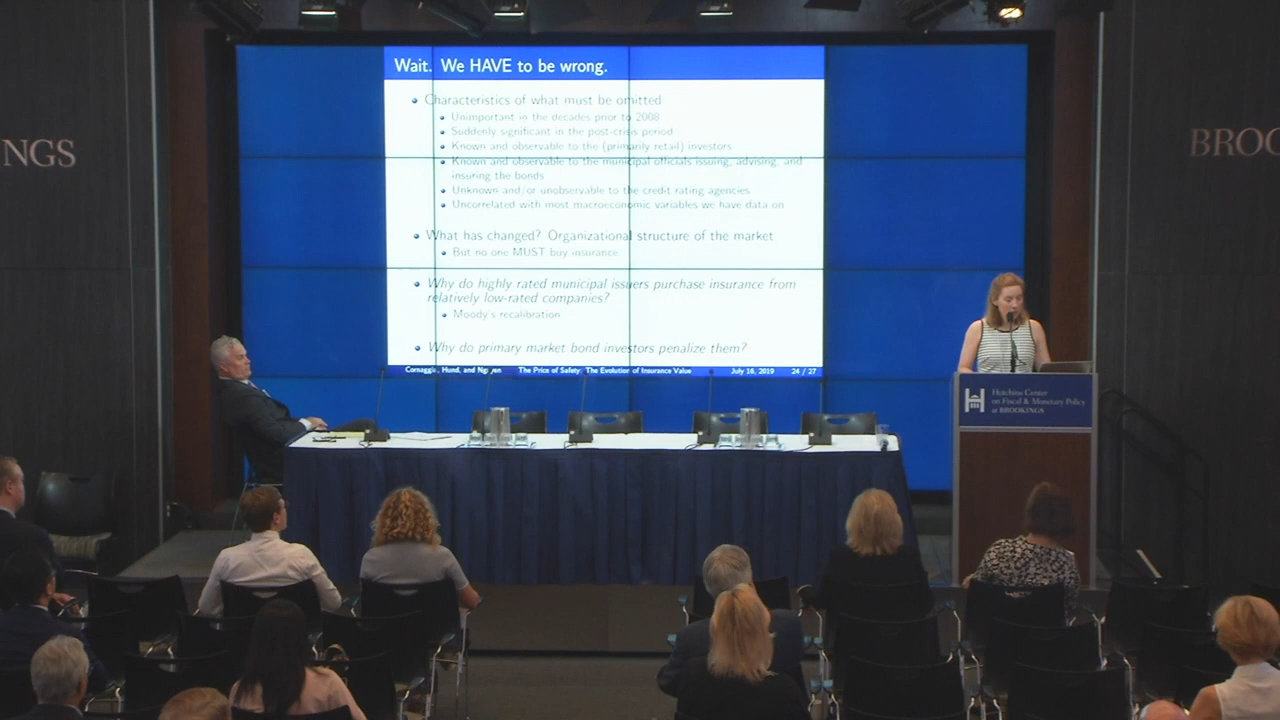 Wait. We HAVE to be wrong.
Characteristics of what must be omitted
Unimportant in the decades prior to 2008
Suddenly significant in the post-crisis period
Known and observable to the (primarily retail) investors
Known and observable to the municipal officials issuing, advising, and
insuring the bonds
Unknown and/or unobservable to the credit rating agencies
Uncorrelated with most macroeconomic variables we have data on
What has changed? Organizational structure of the market
But no one MUST buy insurance.
Why do highly rated municipal issuers purchase insurance from
relatively low-rated companies?
Moody's recalibration
Why do primary market bond investors penalize them?
Cornaggia, Hund, and Nguyen The Price of Safety: The Evolution of Insurance Value July 16, 2019 24 / 27
NGS
BROO
H
Hutchins Center
on Fiscal & Monetary Policy
at BROOKINGS